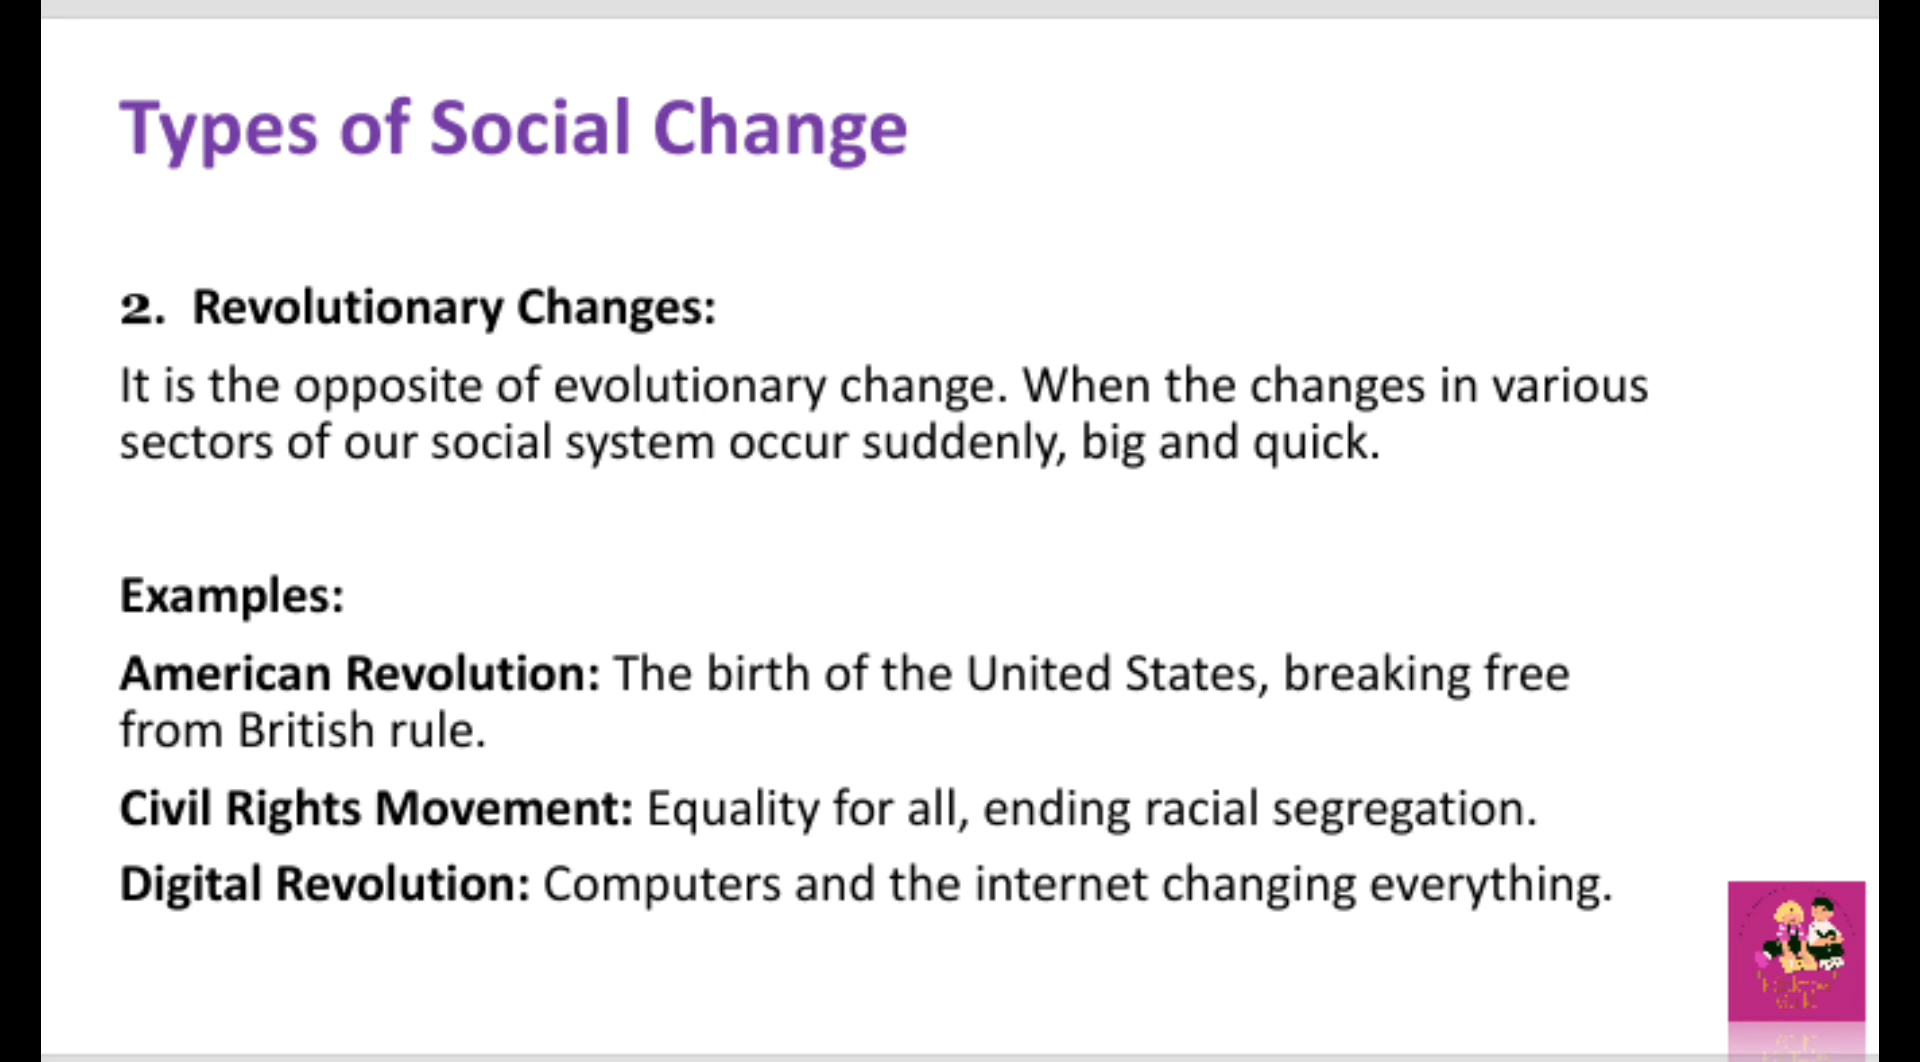 Types of Social Change
2. Revolutionary Changes:
It is the opposite of evolutionary change. When the changes in various
sectors of our social system occur suddenly, big and quick.
Examples:
American Revolution: The birth of the United States, breaking free
from British rule.
Civil Rights Movement: Equality for all, ending racial segregation.
Digital Revolution: Computers and the internet changing everything.